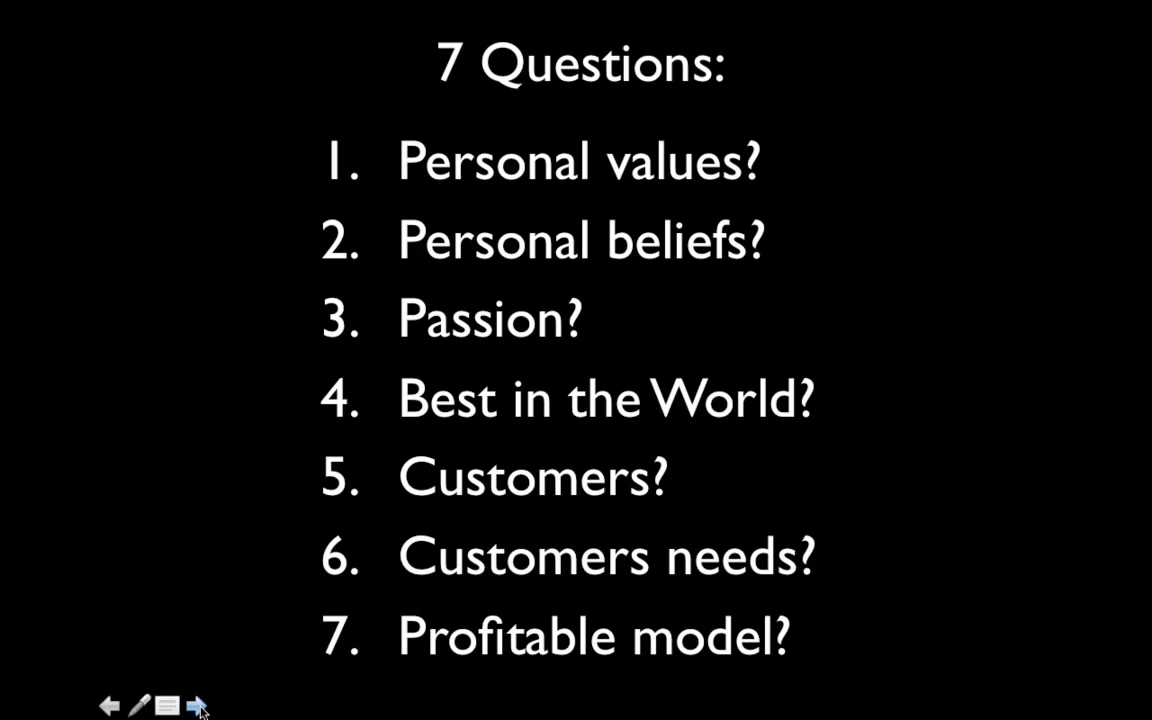 7 Questions:
1. Personal values?
2. Personal beliefs?
3. Passion?
4. Best in the World?
5. Customers?
6. Customers needs?
7. Profitable model?